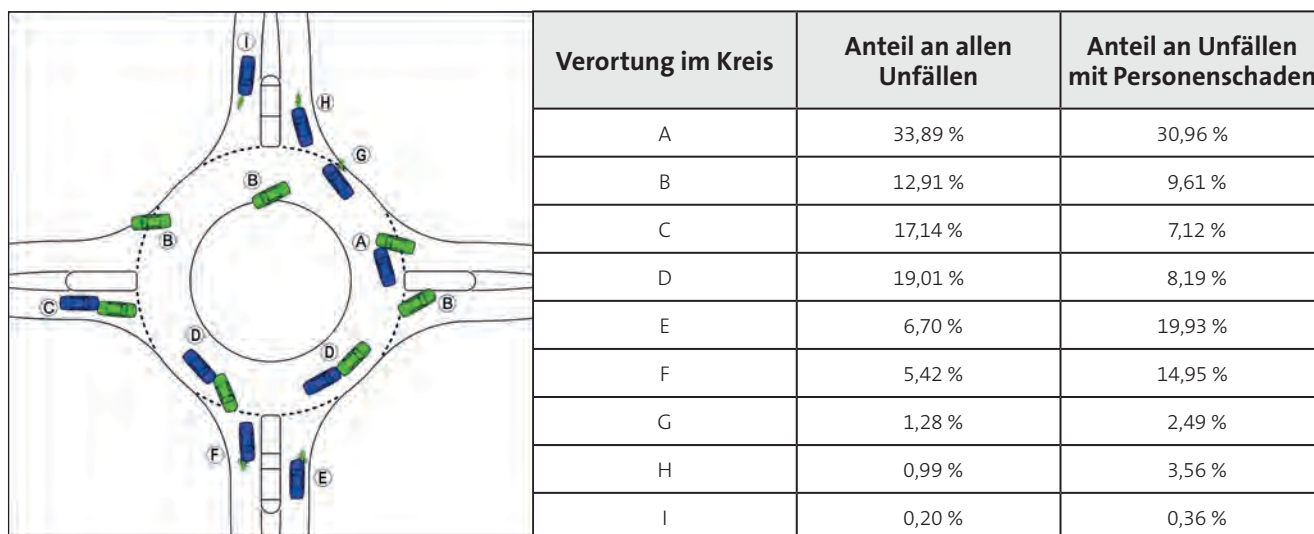 I
H
G
B
B
A
C
B
D
D
F
E
Verortung im Kreis
Anteil an allen
Unfällen
Anteil an Unfällen
mit Personenschaden
A 33,89 % 30,96 %
B 12,91 % 9,61 %
C 17,14 % 7,12 %
D 19,01 % 8,19 %
E 6,70 % 19,93 %
F 5,42 % 14,95 %
G 1,28 % 2,49 %
H 0,99 % 3,56 %
I 0,20 % 0,36 %